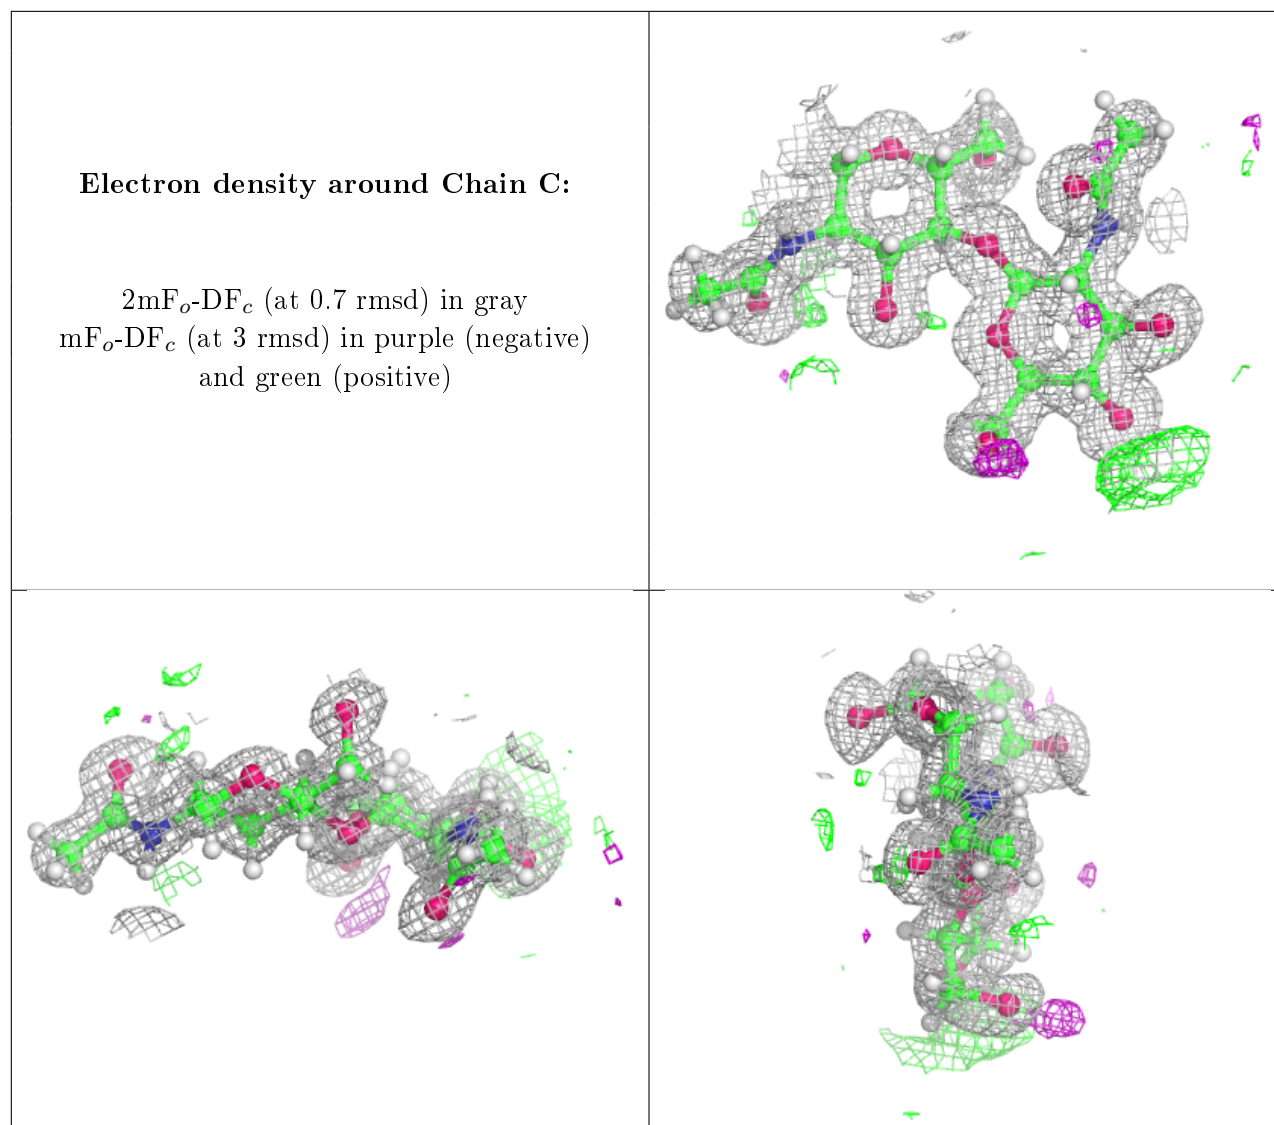 Electron density around Chain C:
2mFₒ-DF𝒸 (at 0.7 rmsd) in gray
mFₒ-DF𝒸 (at 3 rmsd) in purple (negative)
and green (positive)